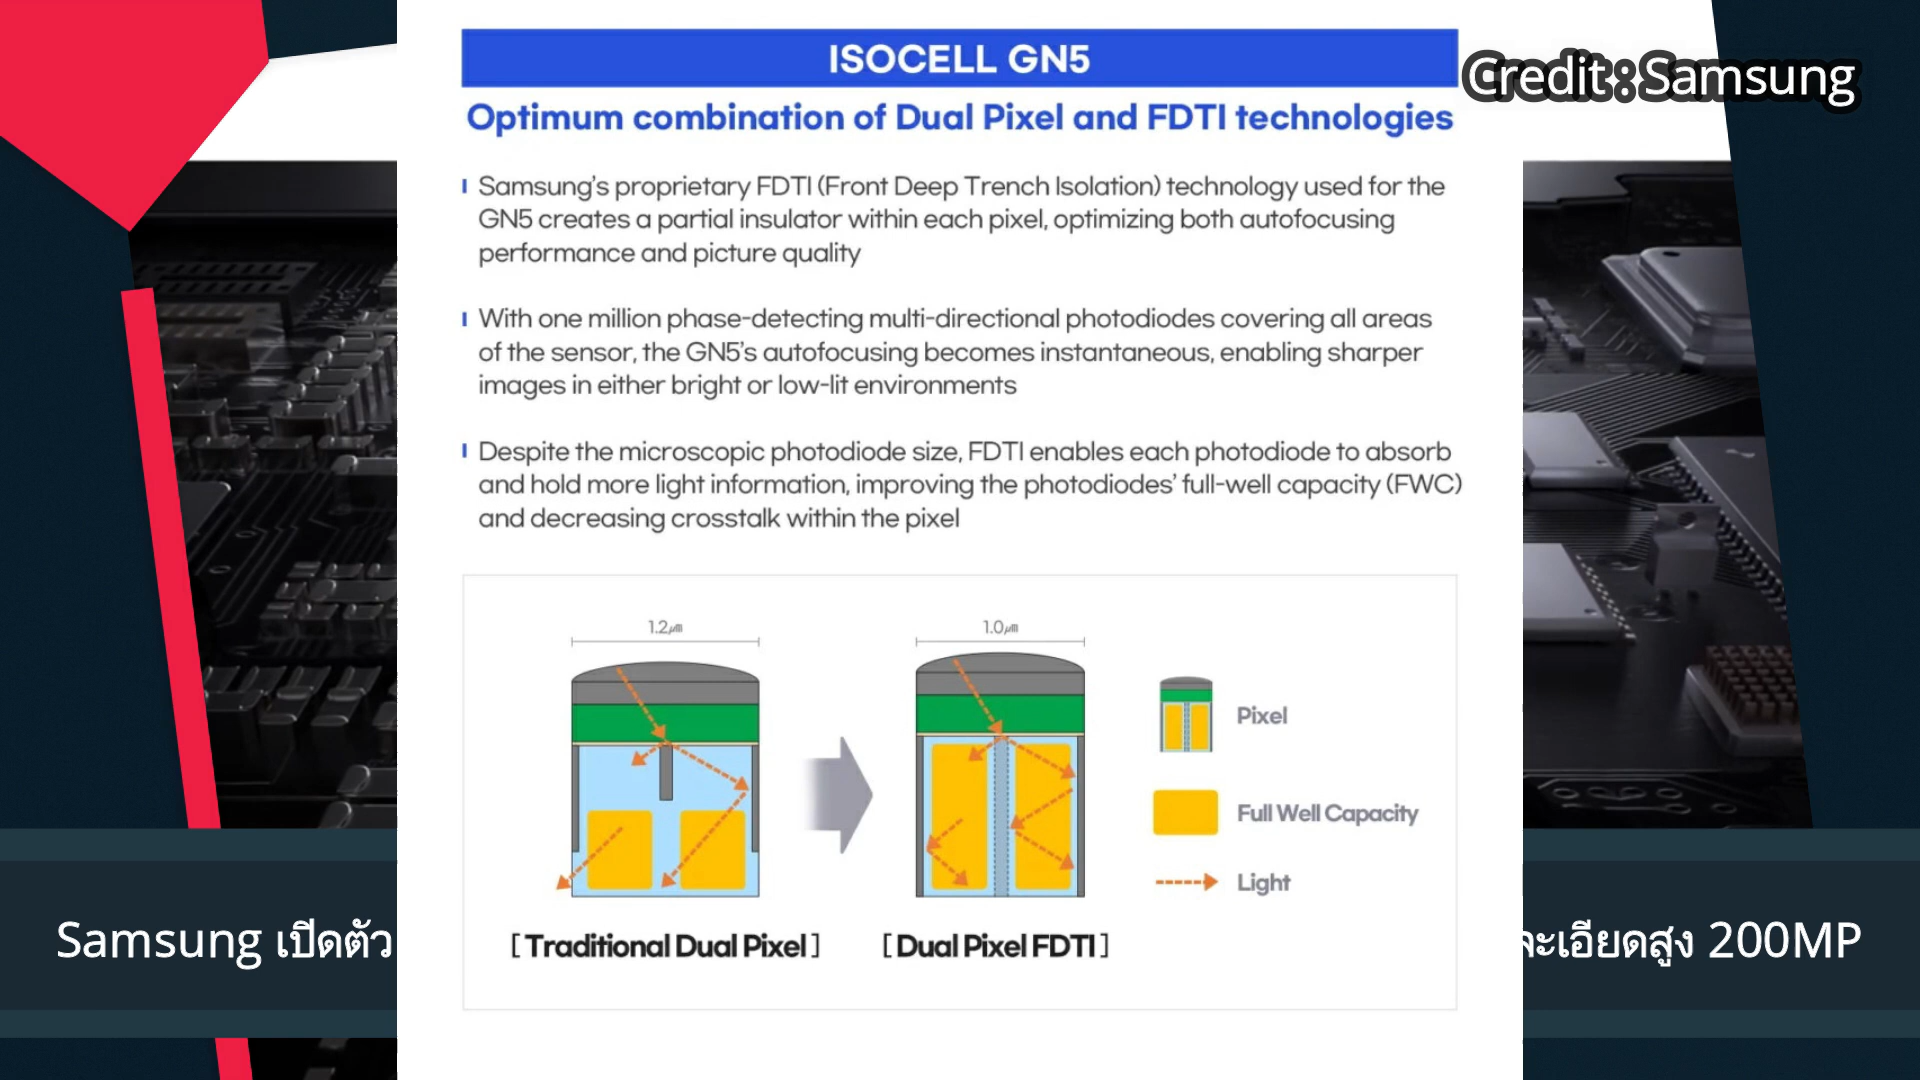 ISOCELL GN5
Credit:Samsung
Optimum combination of Dual Pixel and FDTI technologies
Samsung's proprietary FDTI (Front Deep Trench Isolation) technology used for the
GN5 creates a partial insulator within each pixel, optimizing both autofocusing
performance and picture quality
With one million phase-detecting multi-directional photodiodes covering all areas
of the sensor, the GN5's autofocusing becomes instantaneous, enabling sharper
images in either bright or low-lit environments
Despite the microscopic photodiode size, FDTI enables each photodiode to absorb
and hold more light information, improving the photodiodes' full-well capacity (FWC)
and decreasing crosstalk within the pixel
1.2㎛
1.0㎛
Pixel
Full Well Capacity
Light
[Traditional Dual Pixel]
[Dual Pixel FDTI]
Samsung เปิดตัว
ละเอียดสูง 200MP